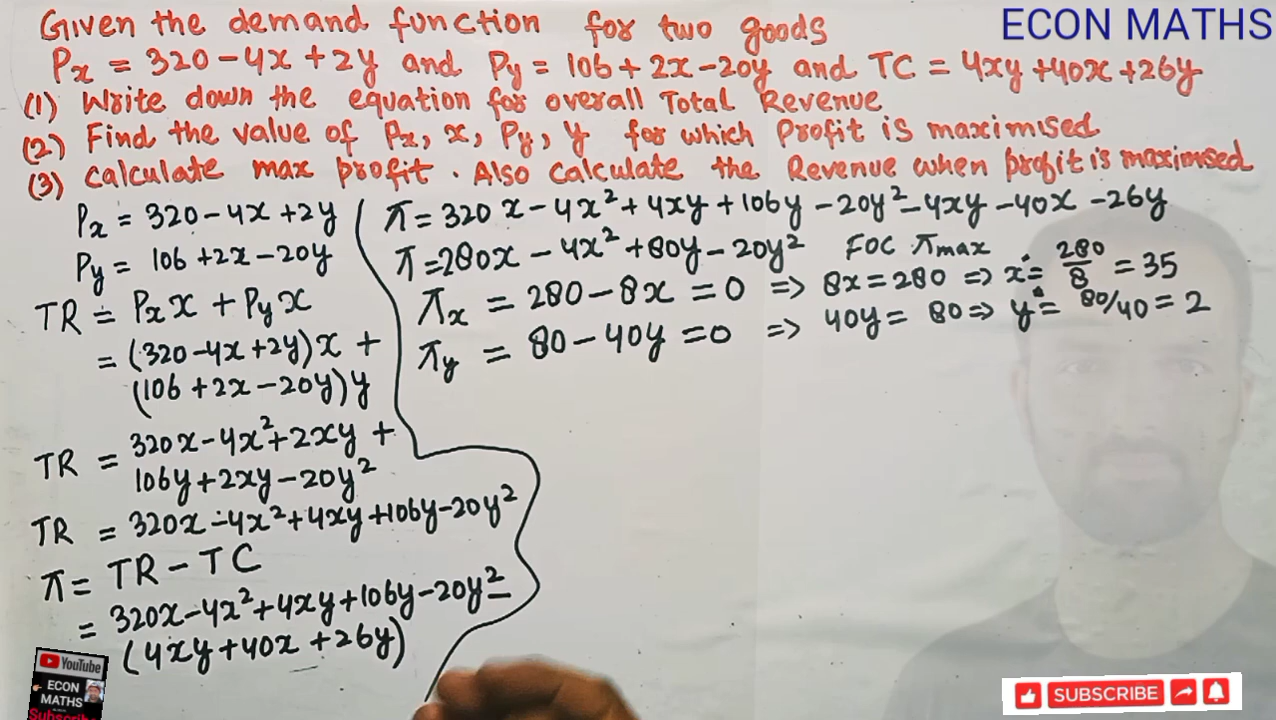 Given the demand function for two goods
ECON MATHS
Px = 320-4x+2y and Py = 106+2x-20y and TC = 4xy+40x+26y
(1) Write down the equation for overall Total Revenue
(2) Find the value of Px, x, Py, y for which Profit is maximised
(3) Calculate max profit. Also calculate the Revenue when profit is maximised
Px = 320-4x+2y
Py = 106+2x-20y
TR = Px x + Py x
= (320-4x+2y)x +
(106+2x-20y)y
TR = 320x-4x²+2xy +
106y+2xy-20y²
TR = 320x-4x²+4xy+106y-20y²
π = TR-TC
= 320x-4x²+4xy+106y-20y²-
(4xy+40x+26y)
π = 320x-4x²+4xy+106y-20y²-4xy-40x-26y
π = 280x-4x²+80y-20y² FOC πmax
πx = 280-8x = 0 => 8x = 280 => x* = 280/8 = 35
πy = 80-40y = 0 => 40y = 80 => y* = 80/40 = 2
YouTube
ECON
MATHS
Subscribe
SUBSCRIBE